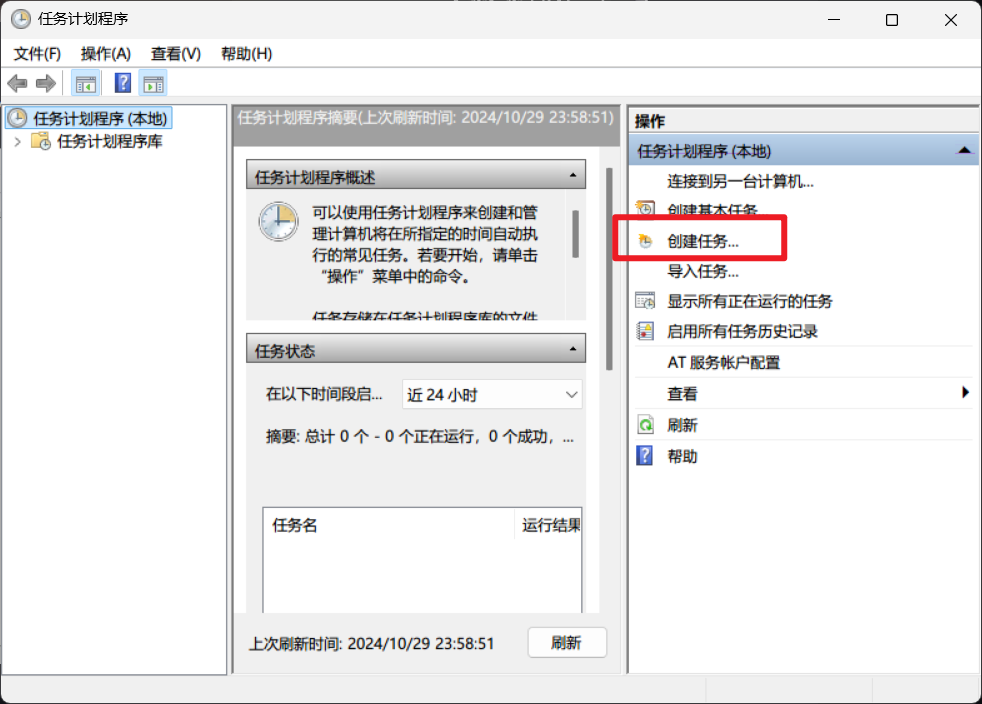 任务计划程序
文件(F) 操作(A) 查看(V) 帮助(H)
任务计划程序 (本地)
任务计划程序库
任务计划程序摘要(上次刷新时间: 2024/10/29 23:58:51)
任务计划程序概述
可以使用任务计划程序来创建和管
理计算机将在所指定的时间自动执
行的常见任务。若要开始，请单击
“操作”菜单中的命令。
任务存储在任务计划程序库的文件
任务状态
在以下时间段启... 近 24 小时
摘要: 总计 0 个 - 0 个正在运行，0 个成功，...
任务名 运行结果
上次刷新时间: 2024/10/29 23:58:51 刷新
操作
任务计划程序 (本地)
连接到另一台计算机...
创建基本任务
创建任务...
导入任务...
显示所有正在运行的任务
启用所有任务历史记录
AT 服务帐户配置
查看
刷新
帮助